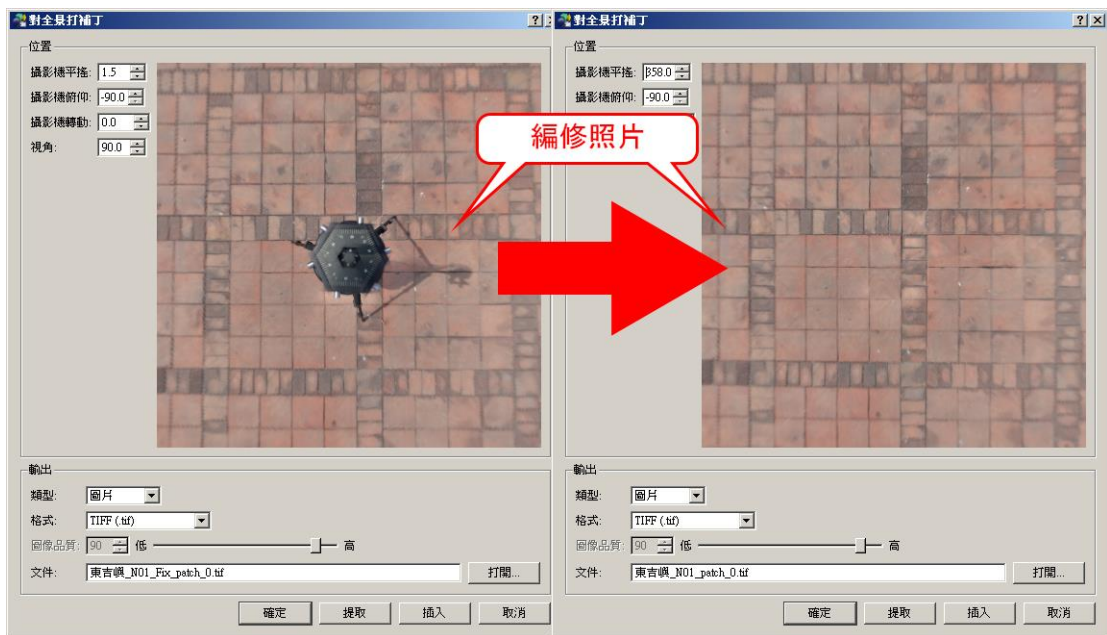 對全景打補丁
位置
攝影機平搖: 1.5
攝影機俯仰: -90.0
攝影機轉動: 0.0
視角: 90.0
輸出
類型: 圖片
格式: TIFF (.tif)
圖像品質: 90 低 高
文件: 東吉嶼_N01_Fix_patch_0.tif 打開...
確定 提取 插入 取消
編修照片
對全景打補丁
位置
攝影機平搖: 358.0
攝影機俯仰: -90.0
輸出
類型: 圖片
格式: TIFF (.tif)
圖像品質: 90 低 高
文件: 東吉嶼_N01_patch_0.tif 打開...
確定 提取 插入 取消